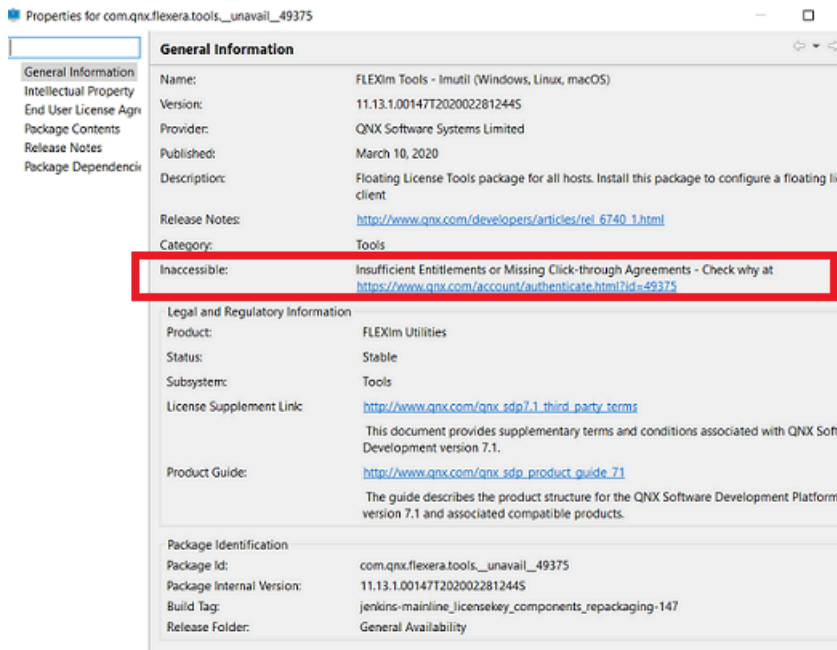 Properties for com.qnx.flexera.tools.__unavail__49375
General Information
General Information
Intellectual Property
End User License Agre
Package Contents
Release Notes
Package Dependencie
Name: FLEXlm Tools - lmutil (Windows, Linux, macOS)
Version: 11.13.1.00147T202002281244S
Provider: QNX Software Systems Limited
Published: March 10, 2020
Description: Floating License Tools package for all hosts. Install this package to configure a floating li
client
Release Notes: http://www.qnx.com/developers/articles/rel_6740_1.html
Category: Tools
Inaccessible: Insufficient Entitlements or Missing Click-through Agreements - Check why at
https://www.qnx.com/account/authenticate.html?id=49375
Legal and Regulatory Information
Product: FLEXlm Utilities
Status: Stable
Subsystem: Tools
License Supplement Link: http://www.qnx.com/qnx_sdp7.1_third_party_terms
This document provides supplementary terms and conditions associated with QNX Soft
Development version 7.1.
Product Guide: http://www.qnx.com/qnx_sdp_product_guide_71
The guide describes the product structure for the QNX Software Development Platform
version 7.1 and associated compatible products.
Package Identification
Package Id: com.qnx.flexera.tools.__unavail__49375
Package Internal Version: 11.13.1.00147T202002281244S
Build Tag: jenkins-mainline_licensekey_components_repackaging-147
Release Folder: General Availability